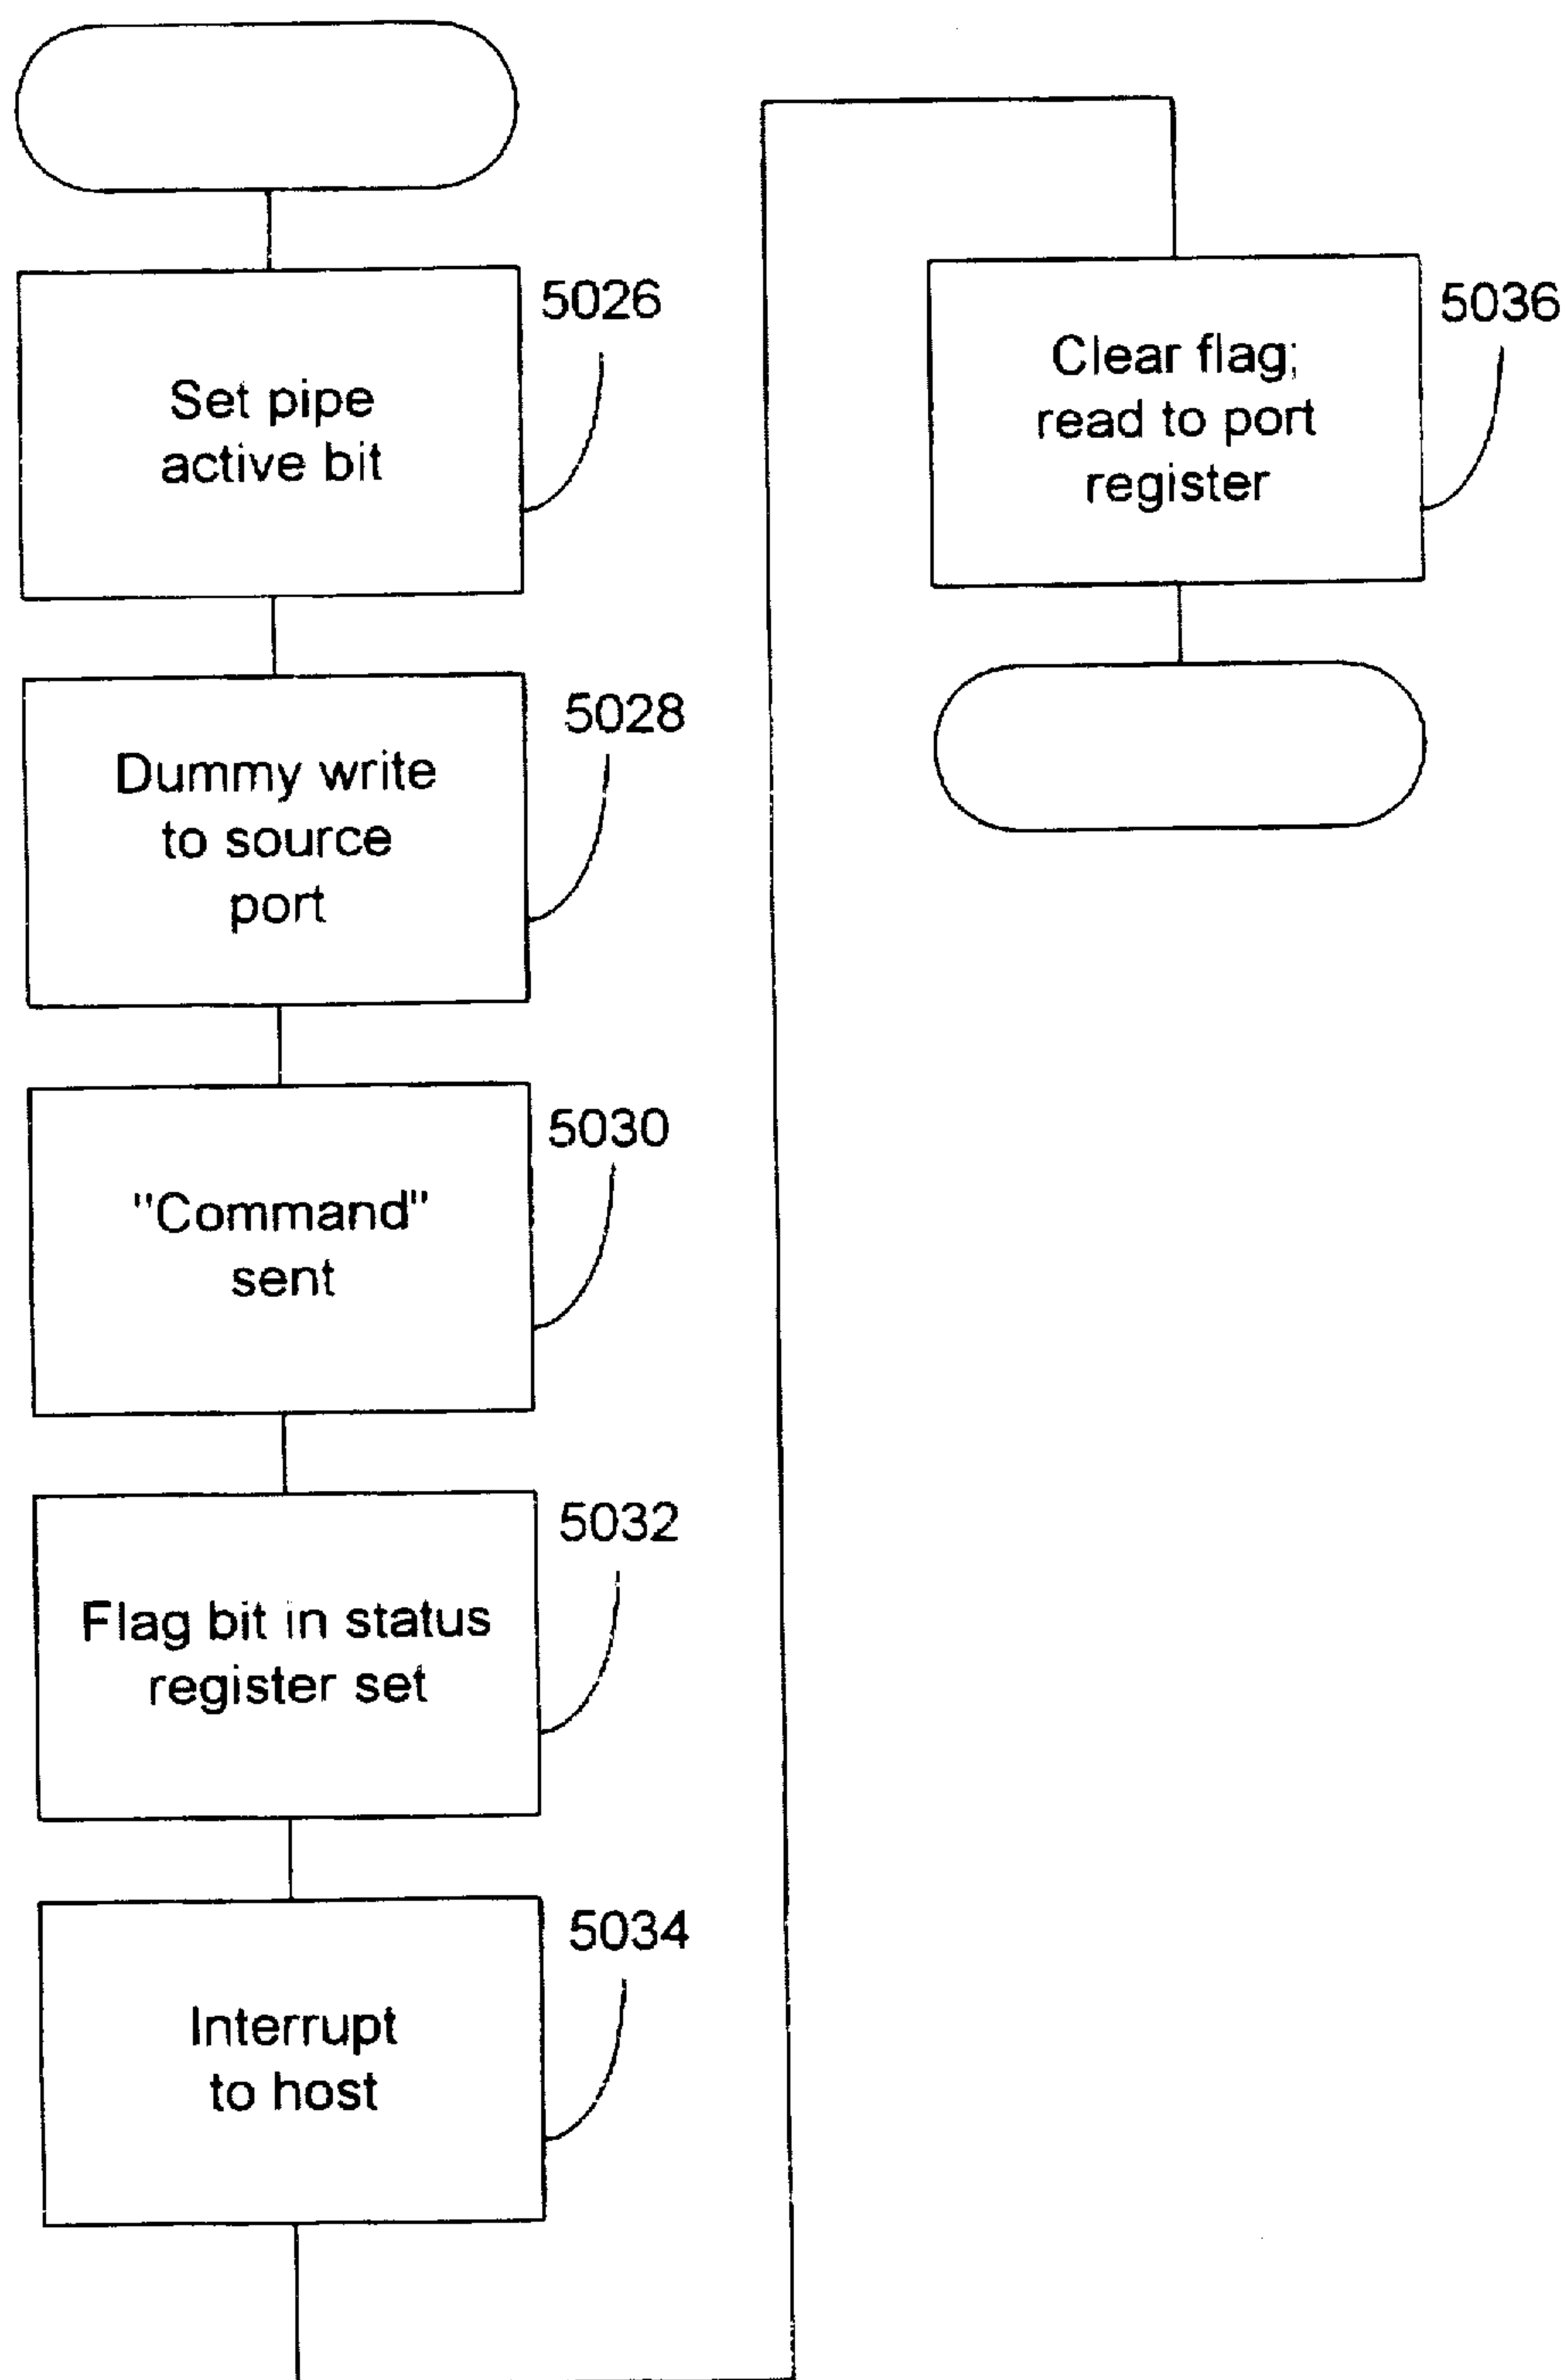 5026
Set pipe
active bit
5028
Dummy write
to source
port
5030
"Command"
sent
5032
Flag bit in status
register set
5034
Interrupt
to host
5036
Clear flag;
read to port
register